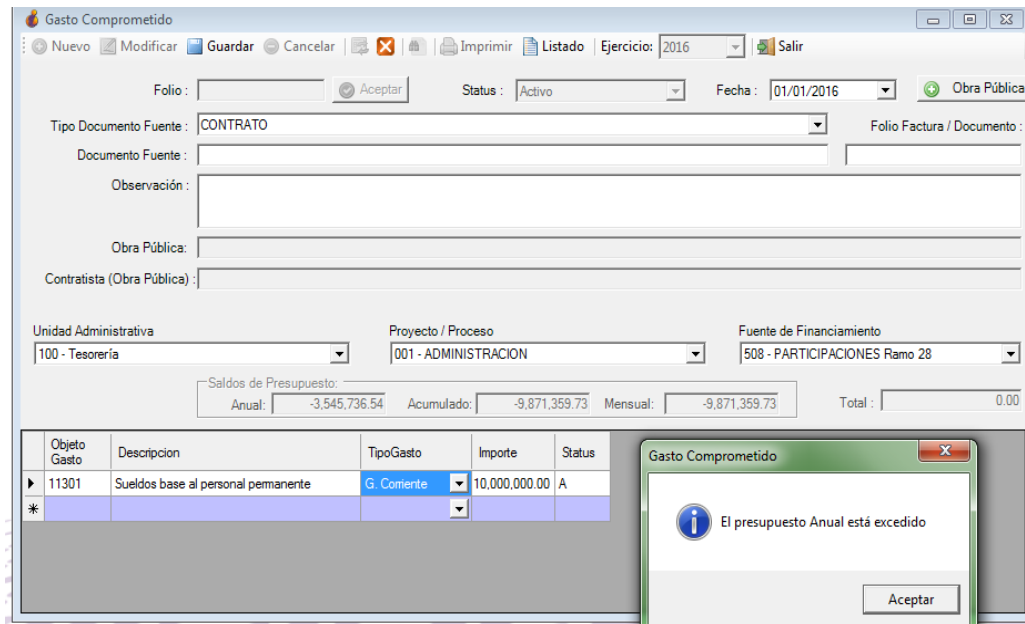 Gasto Comprometido
Nuevo Modificar Guardar Cancelar Imprimir Listado Ejercicio: 2016 Salir
Folio : Aceptar Status : Activo Fecha : 01/01/2016 Obra Pública
Tipo Documento Fuente : CONTRATO Folio Factura / Documento :
Documento Fuente :
Observación :
Obra Pública:
Contratista (Obra Pública) :
Unidad Administrativa Proyecto / Proceso Fuente de Financiamiento
100 - Tesorería 001 - ADMINISTRACION 508 - PARTICIPACIONES Ramo 28
Saldos de Presupuesto:
Anual: -3,545,736.54 Acumulado: -9,871,359.73 Mensual: -9,871,359.73 Total : 0.00
Objeto Gasto Descripcion TipoGasto Importe Status
11301 Sueldos base al personal permanente G. Corriente 10,000,000.00 A
Gasto Comprometido
El presupuesto Anual está excedido
Aceptar